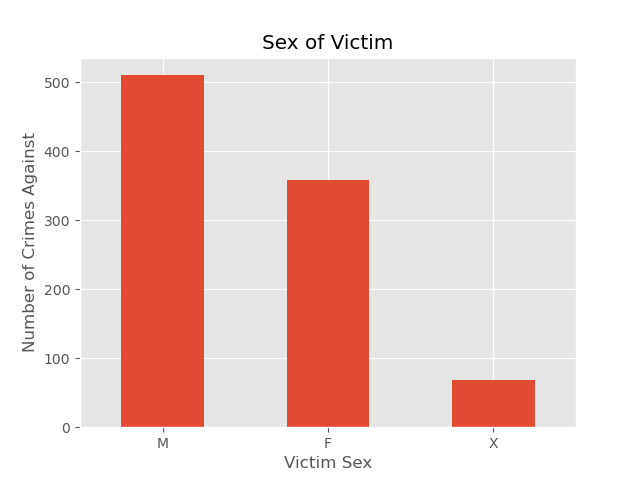 Sex of Victim
Number of Crimes Against
500
400
300
200
100
0
M F X
Victim Sex